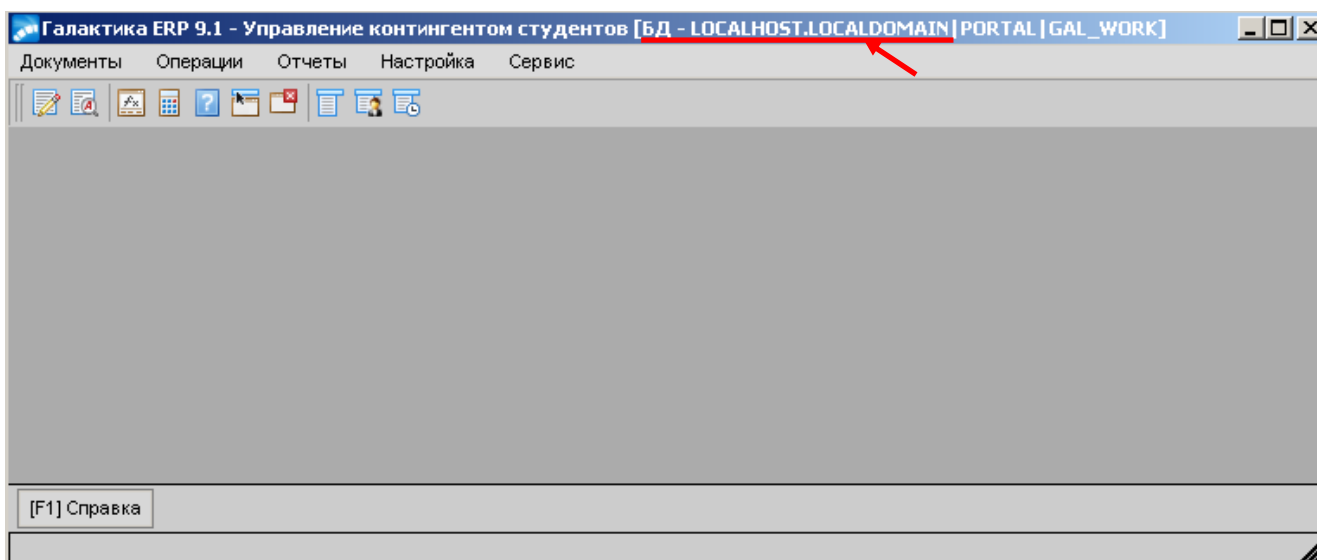 Галактика ERP 9.1 - Управление контингентом студентов [БД - LOCALHOST.LOCALDOMAIN|PORTAL|GAL_WORK]
Документы Операции Отчеты Настройка Сервис
[F1] Справка